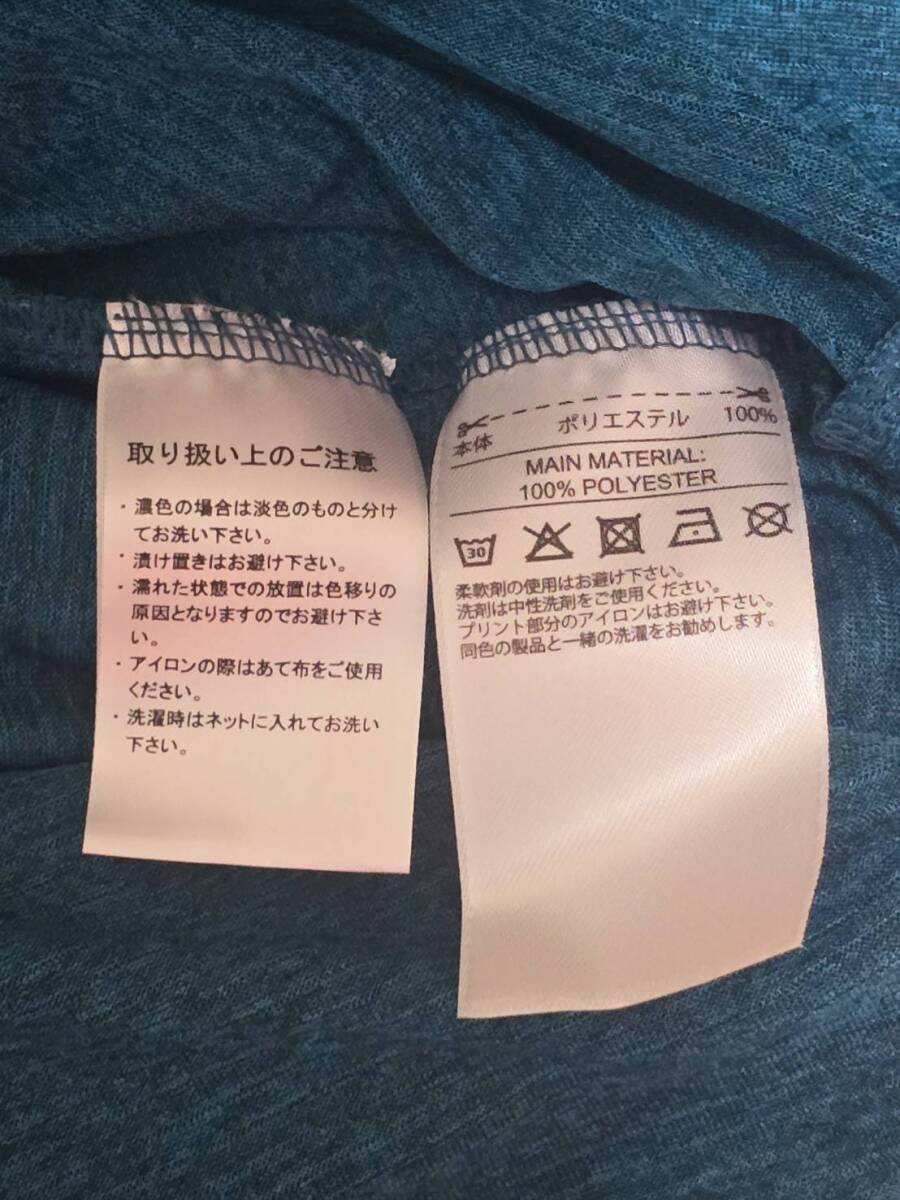 取り扱い上のご注意
・濃色の場合は淡色のものと分け
てお洗い下さい。
・漬け置きはお避け下さい。
・濡れた状態での放置は色移りの
原因となりますのでお避け下さ
い。
・アイロンの際はあて布をご使用
ください。
・洗濯時はネットに入れてお洗い
下さい。
本体 ポリエステル 100%
MAIN MATERIAL:
100% POLYESTER
30
柔軟剤の使用はお避け下さい。
洗剤は中性洗剤をご使用ください。
プリント部分のアイロンはお避け下さい。
同色の製品と一緒の洗濯をお勧めします。